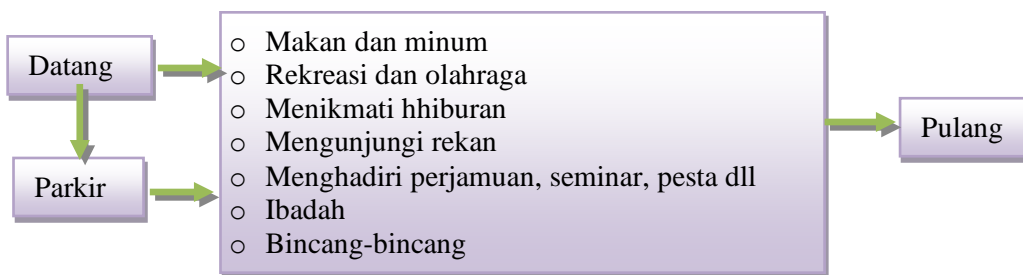 Datang
Parkir
○ Makan dan minum
○ Rekreasi dan olahraga
○ Menikmati hhiburan
○ Mengunjungi rekan
○ Menghadiri perjamuan, seminar, pesta dll
○ Ibadah
○ Bincang-bincang
Pulang